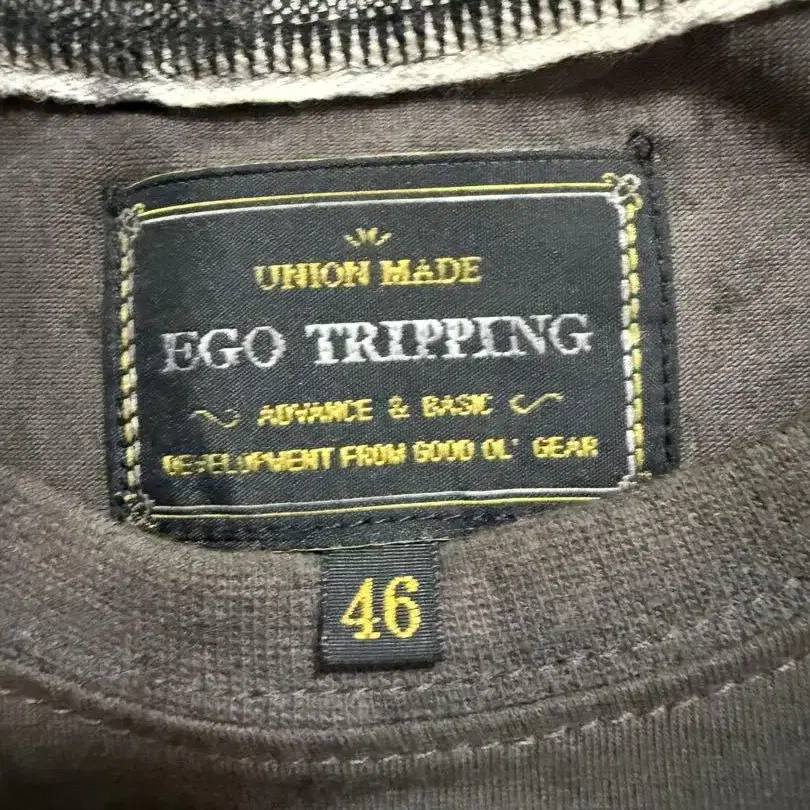 UNION MADE
EGO TRIPPING
ADVANCE & BASIC
DEVELOPMENT FROM GOOD OL' GEAR
46